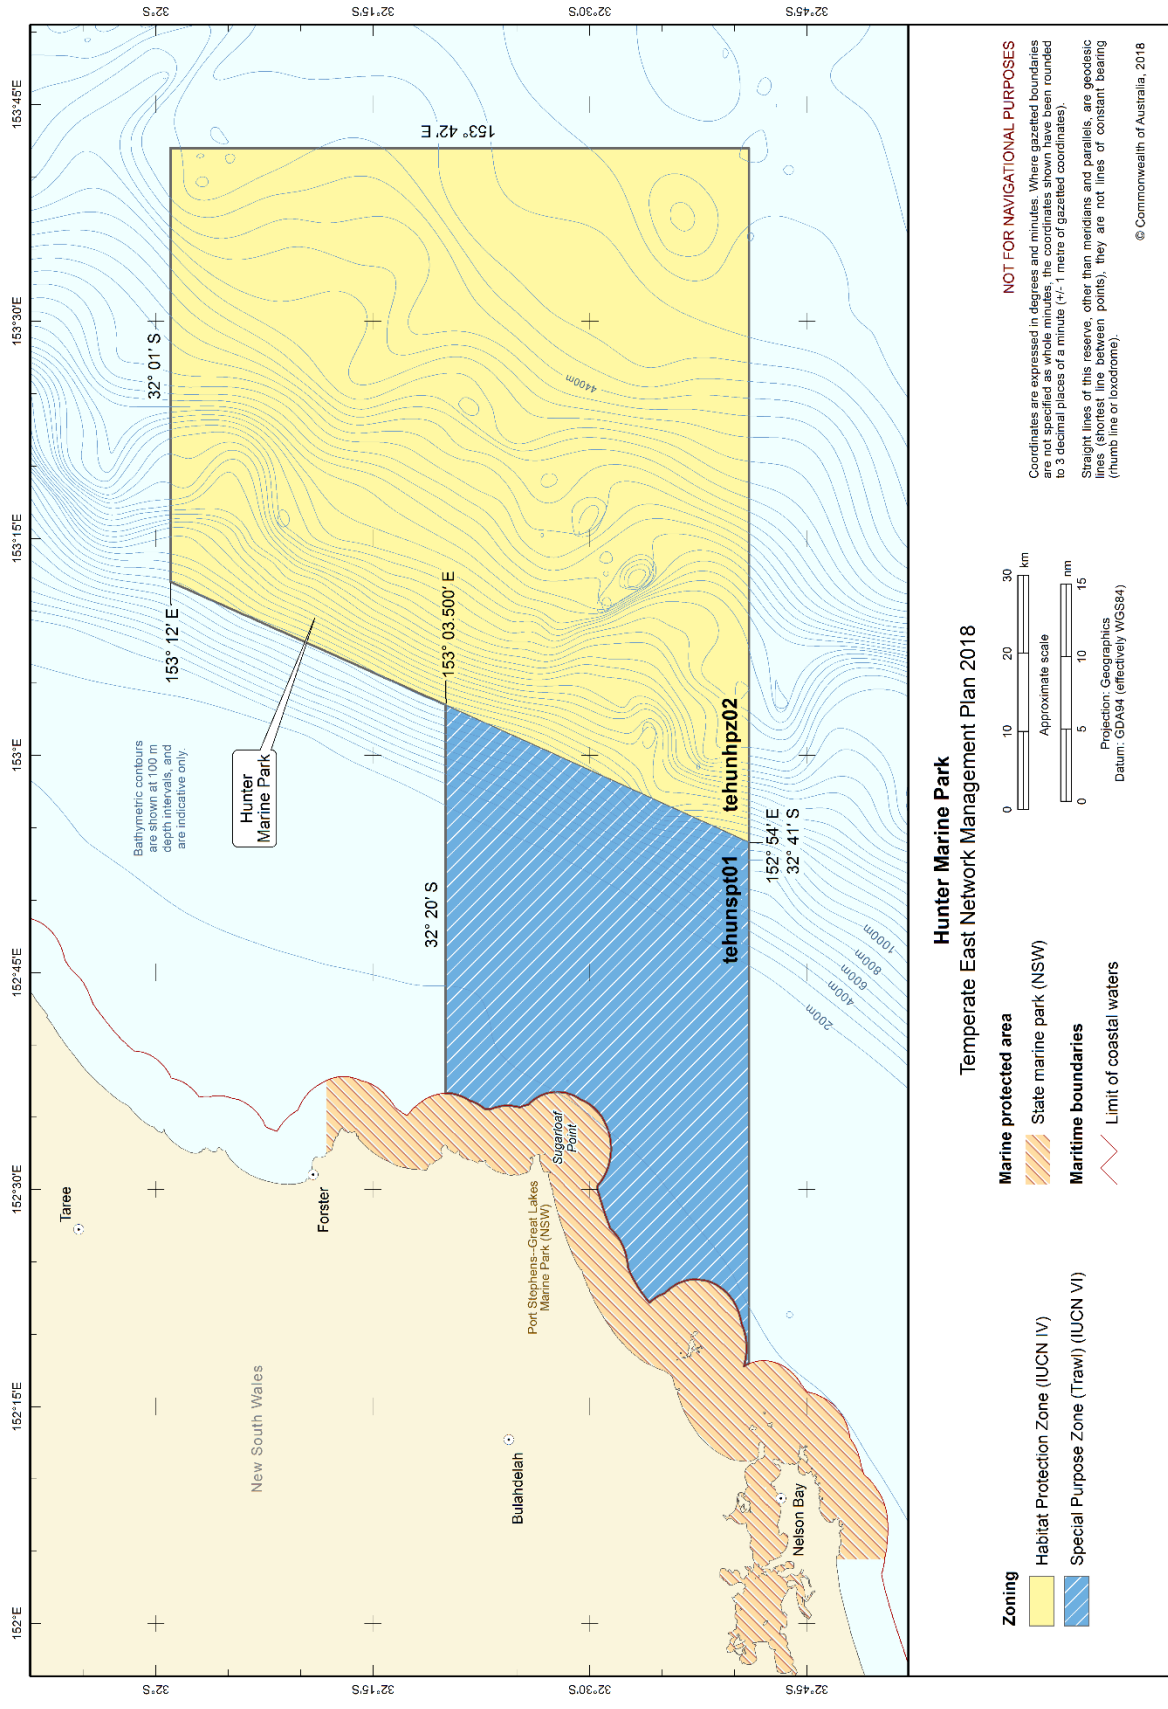 152°E
152°15'E
152°30'E
152°45'E
153°E
153°15'E
153°30'E
153°45'E
32°S
32°15'S
32°30'S
32°45'S
32°S
32°15'S
32°30'S
32°45'S
Taree
Forster
New South Wales
Bulahdelah
Nelson Bay
Port Stephens–Great Lakes
Marine Park (NSW)
Sugarloaf
Point
Bathymetric contours
are shown at 100 m
depth intervals, and
are indicative only.
Hunter
Marine Park
153° 12' E
32° 01' S
153° 42' E
32° 20' S
153° 03.500' E
tehunspt01
tehunhpz02
152° 54' E
32° 41' S
4400m
200m
400m
600m
800m
1000m
Hunter Marine Park
Temperate East Network Management Plan 2018
Zoning
Habitat Protection Zone (IUCN IV)
Special Purpose Zone (Trawl) (IUCN VI)
Marine protected area
State marine park (NSW)
Maritime boundaries
Limit of coastal waters
0
10
20
30
km
Approximate scale
0
5
10
15
nm
Projection: Geographics
Datum: GDA94 (effectively WGS84)
NOT FOR NAVIGATIONAL PURPOSES
Coordinates are expressed in degrees and minutes. Where gazetted boundaries
are not specified as whole minutes, the coordinates shown have been rounded
to 3 decimal places of a minute (+/- 1 metre of gazetted coordinates).
Straight lines of this reserve, other than meridians and parallels, are geodesic
lines (shortest line between points), they are not lines of constant bearing
(rhumb line or loxodrome).
© Commonwealth of Australia, 2018